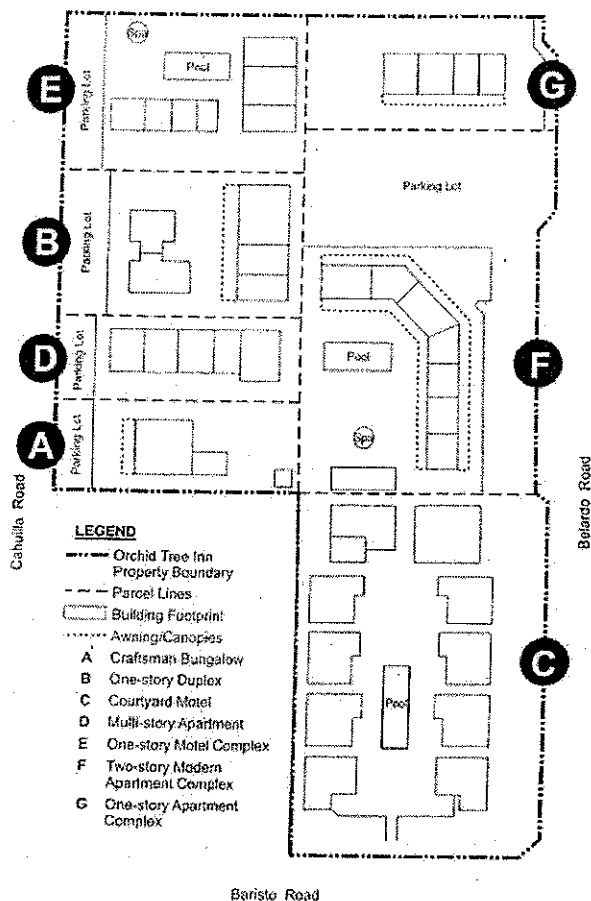 Spa
E
Pool
Parking Lot
G
Parking Lot
B
Parking Lot
D
Parking Lot
Pool
F
A
Parking Lot
Spa
Cahuilla Road
Belardo Road
LEGEND
Orchid Tree Inn
Property Boundary
Parcel Lines
Building Footprint
Awning/Canopies
A Craftsman Bungalow
B One-story Duplex
C Courtyard Motel
D Multi-story Apartment
E One-story Motel Complex
F Two-story Modern
Apartment Complex
G One-story Apartment
Complex
C
Pool
Baristo Road